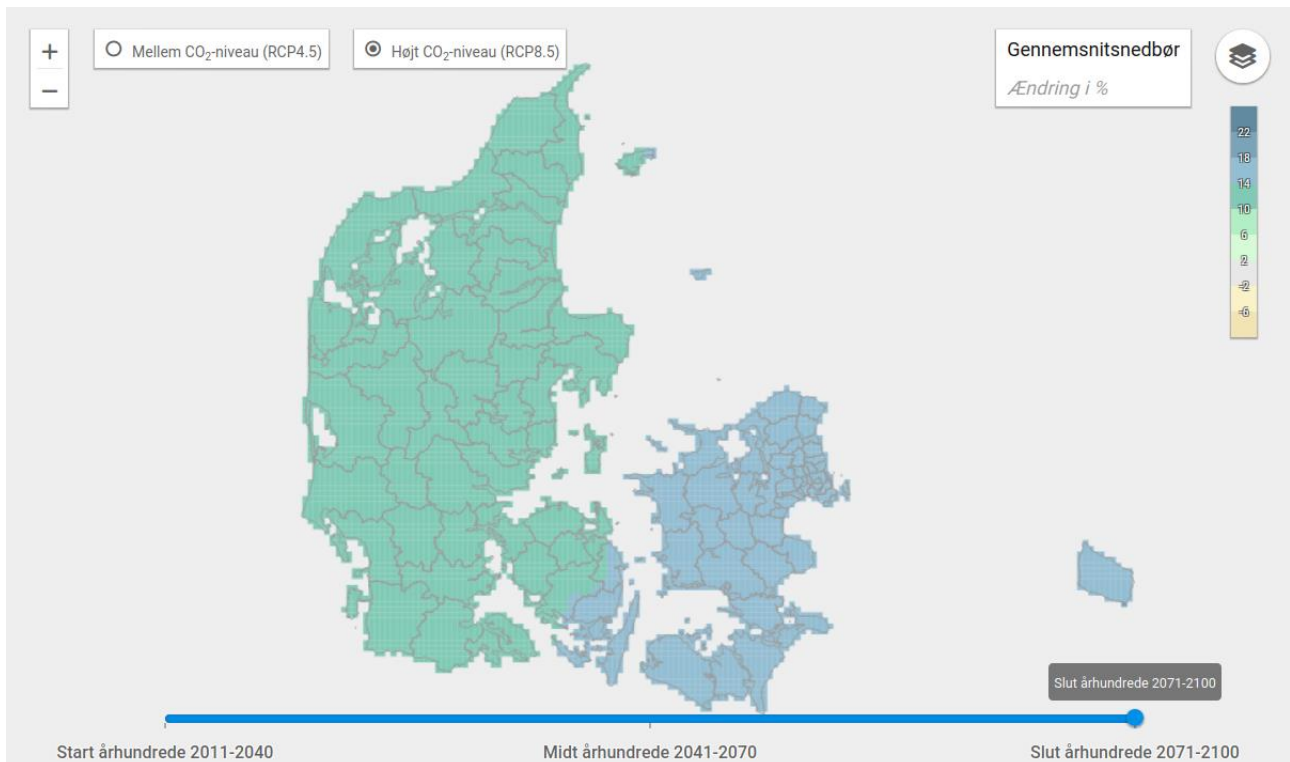 +
−
Mellem CO₂-niveau (RCP4.5)
Højt CO₂-niveau (RCP8.5)
Gennemsnitsnedbør
Ændring i %
22
18
14
10
6
2
-2
-6
Slut århundrede 2071-2100
Start århundrede 2011-2040
Midt århundrede 2041-2070
Slut århundrede 2071-2100